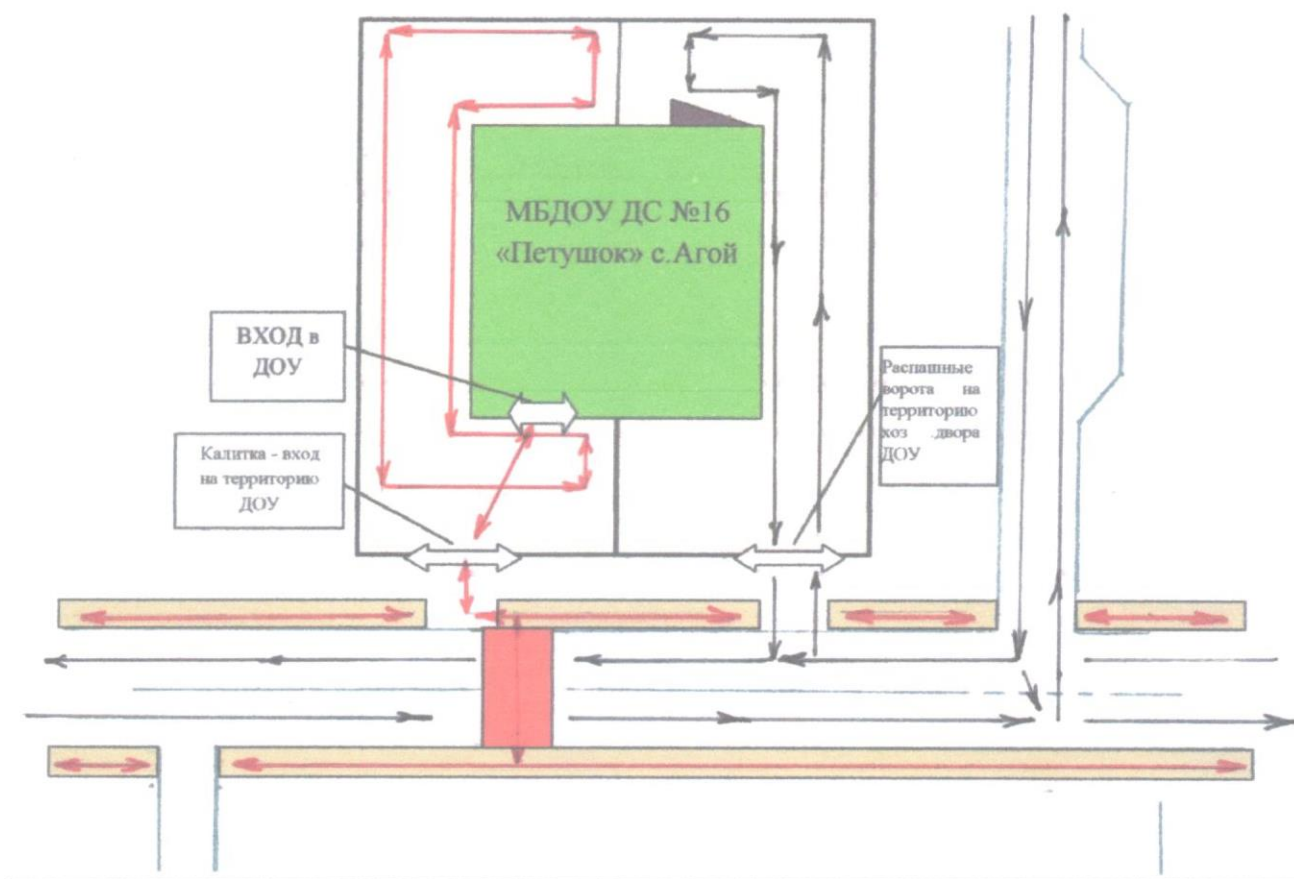 МБДОУ ДС №16
«Петушок» с.Агой
ВХОД в
ДОУ
Распашные
ворота на
территорию
хоз двора
ДОУ
Калитка - вход
на территорию
ДОУ